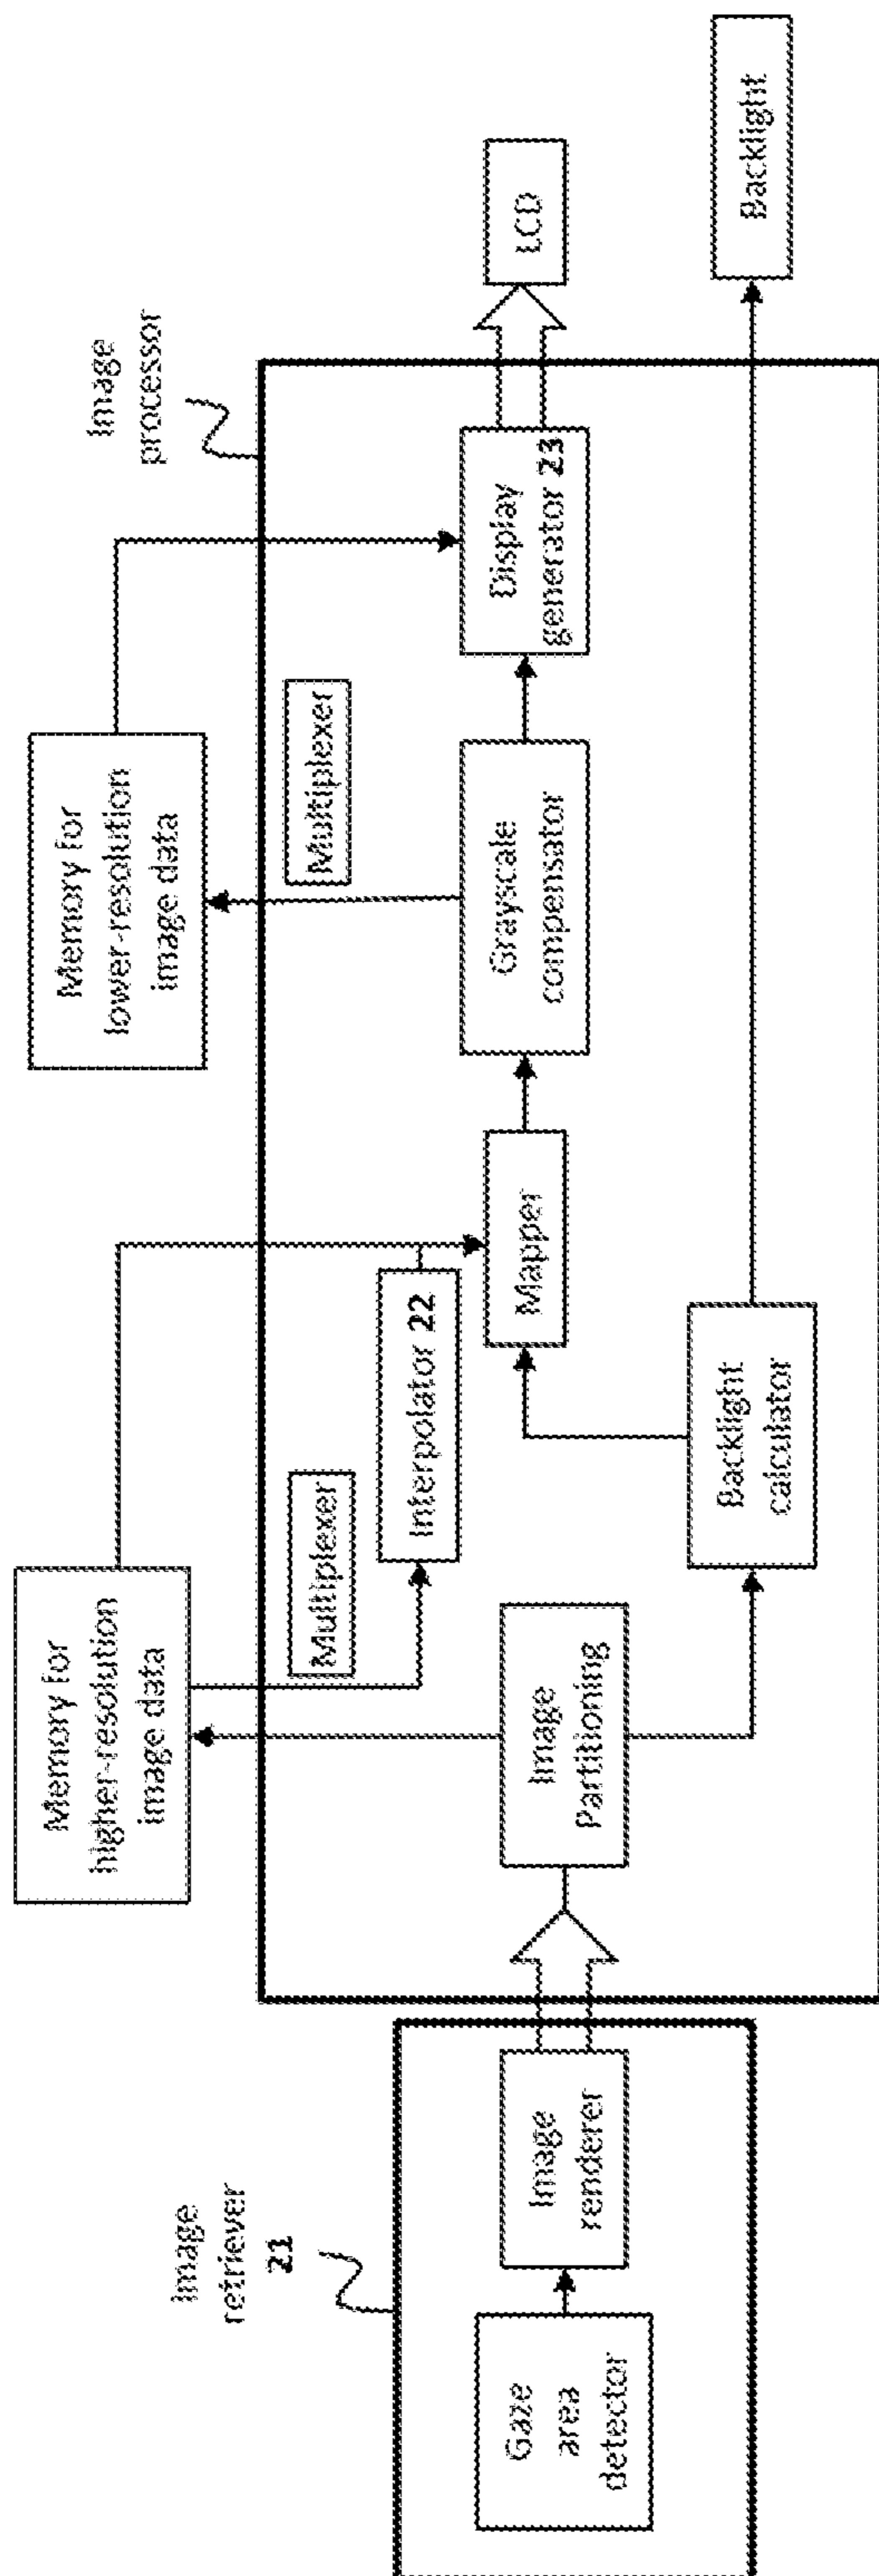 Image
retriever
21
Gaze
area
detector
Image
renderer
Memory for
higher-resolution
image data
Image
Partitioning
Multiplexer
Interpolator 22
Backlight
calculator
Mapper
Memory for
lower-resolution
image data
Multiplexer
Grayscale
compensator
Image
processor
Display
generator 23
LCD
Backlight